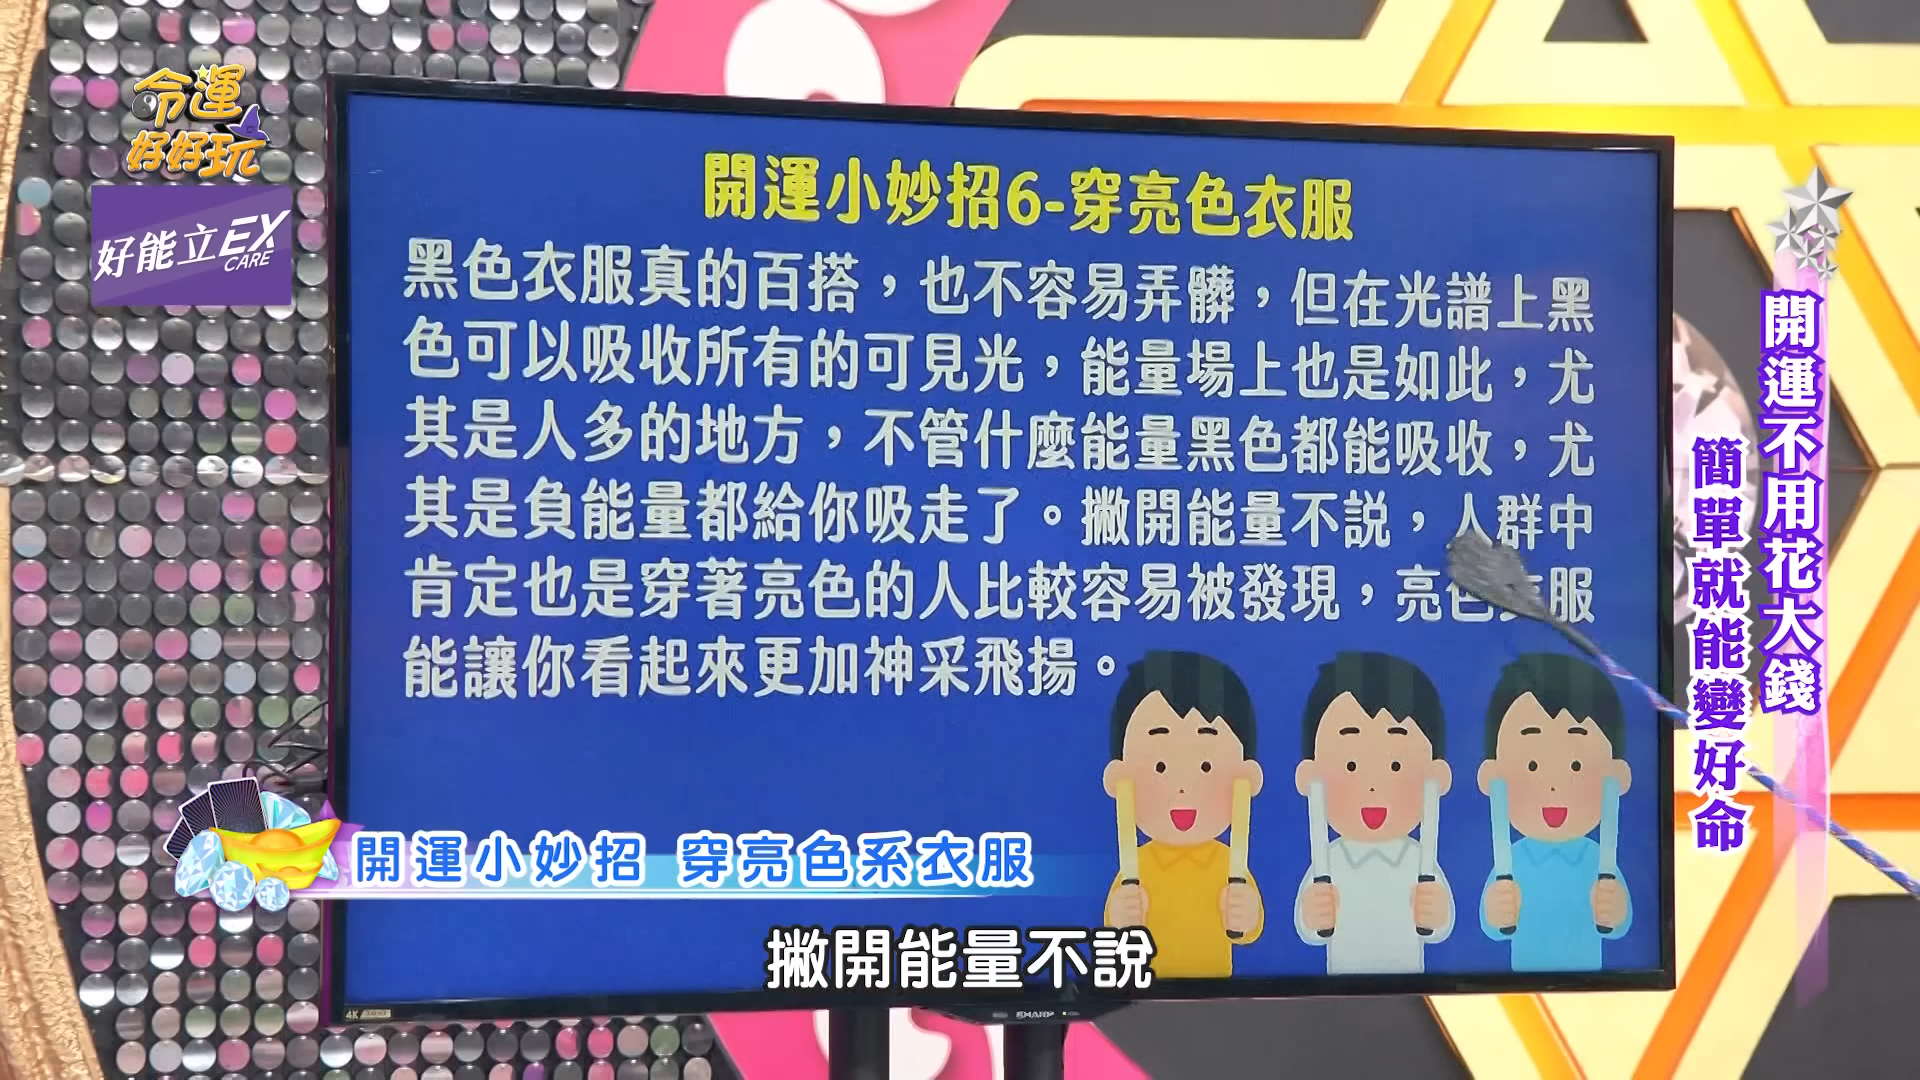 命運
好好玩
好能立EX
CARE
開運小妙招6-穿亮色衣服
黑色衣服真的百搭，也不容易弄髒，但在光譜上黑
色可以吸收所有的可見光，能量場上也是如此，尤
其是人多的地方，不管什麼能量黑色都能吸收，尤
其是負能量都給你吸走了。撇開能量不説，人群中
肯定也是穿著亮色的人比較容易被發現，亮色衣服
能讓你看起來更加神采飛揚。
開運不用花大錢
簡單就能變好命
開運小妙招 穿亮色系衣服
撇開能量不說
4K
SHARP